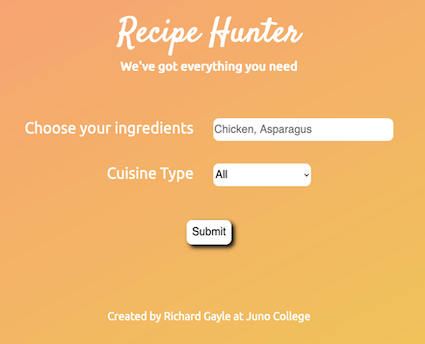 Recipe Hunter
We've got everything you need
Choose your ingredients Chicken, Asparagus
Cuisine Type All
Submit
Created by Richard Gayle at Juno College